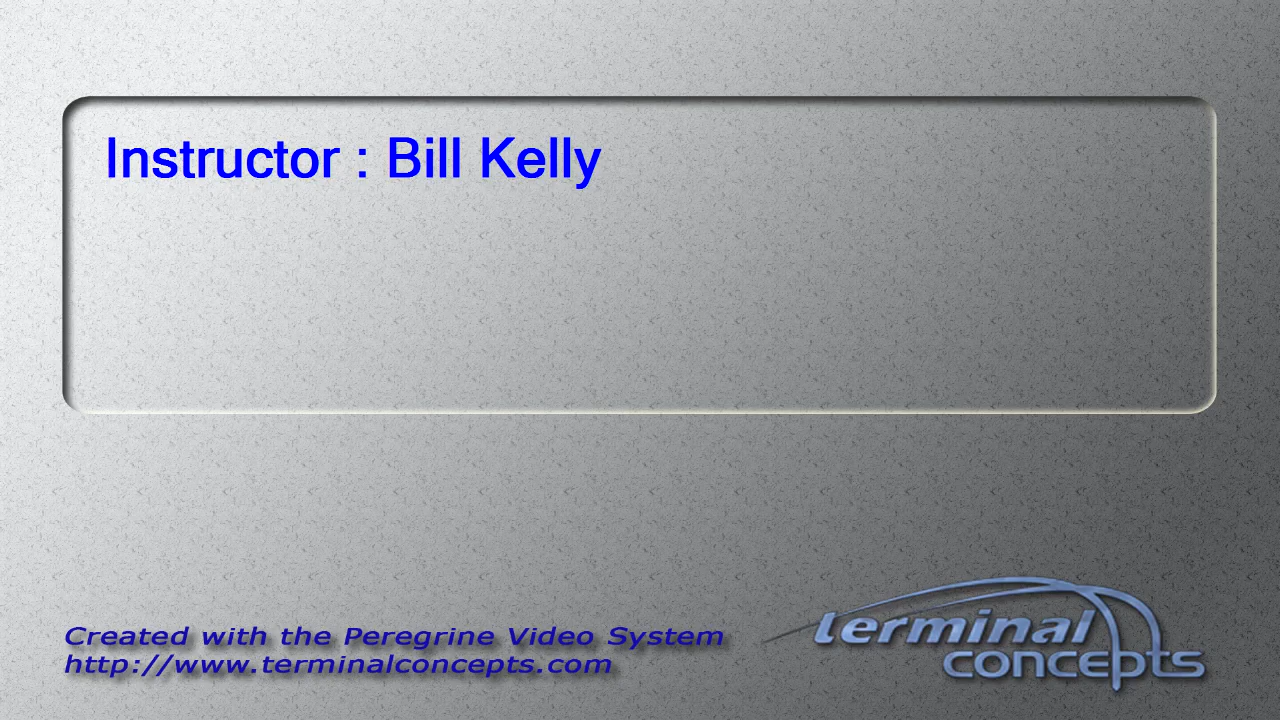 Instructor : Bill Kelly
Created with the Peregrine Video System
http://www.terminalconcepts.com
terminal
concepts